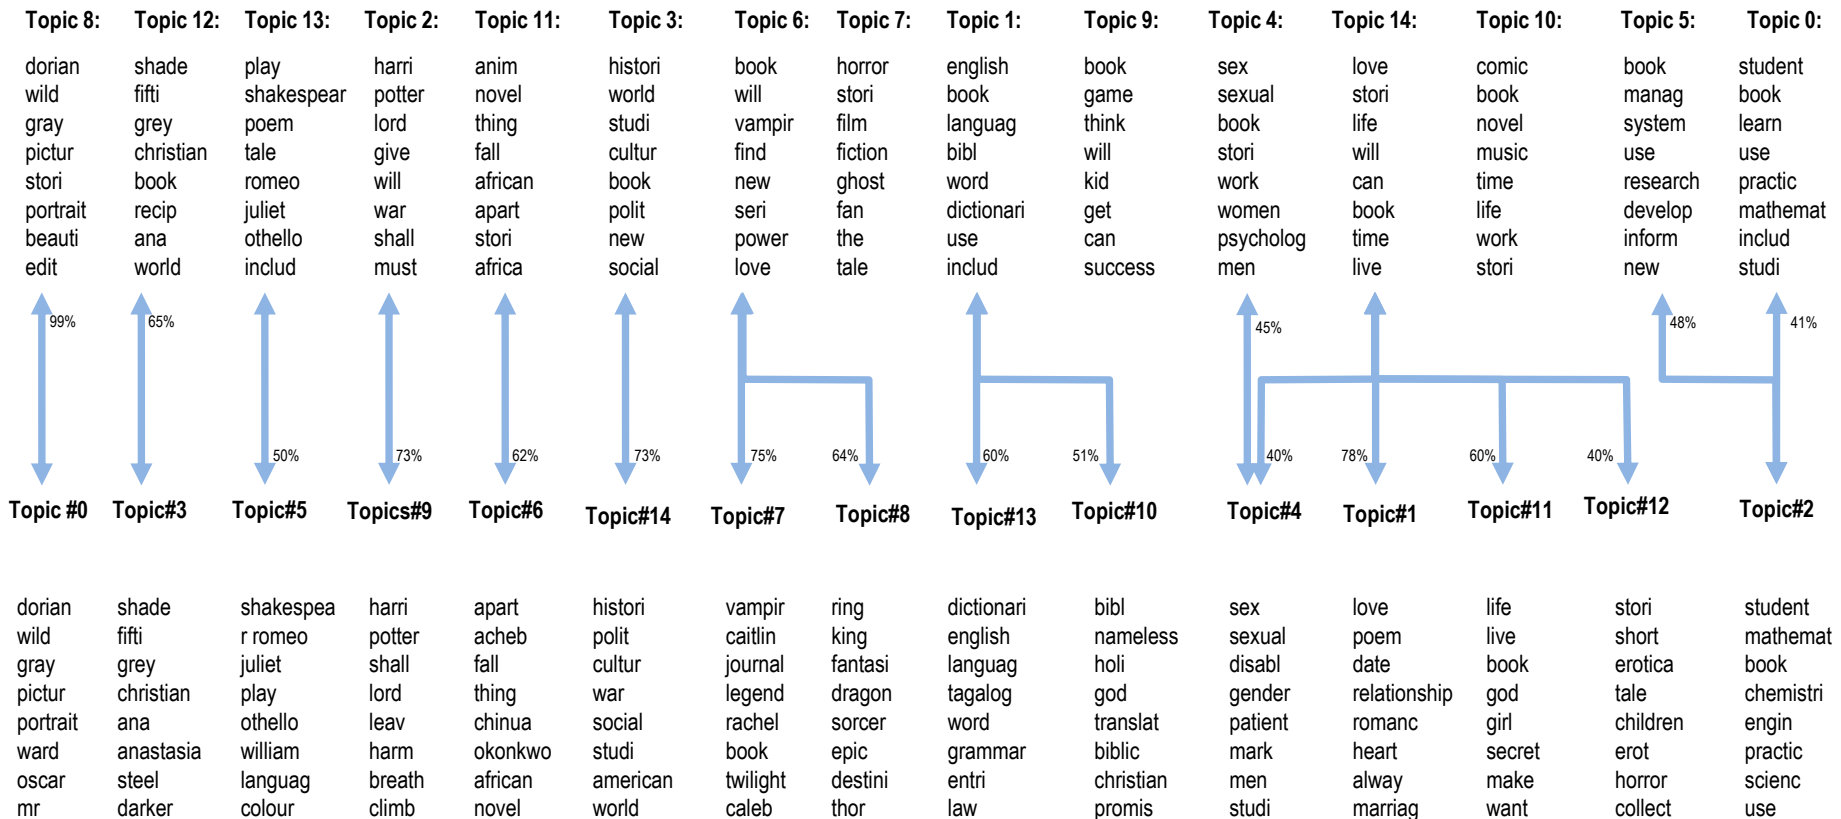 Topic 8: Topic 12: Topic 13: Topic 2: Topic 11: Topic 3: Topic 6: Topic 7: Topic 1: Topic 9: Topic 4: Topic 14: Topic 10: Topic 5: Topic 0:
dorian shade play harri anim histori book horror english book sex love comic book student
wild fifti shakespear potter novel world will stori book game sexual stori book manag book
gray grey poem lord thing studi vampir film languag think book life novel system learn
pictur christian tale give fall cultur find fiction bibl will stori will music use use
stori book romeo will african book new ghost word kid work can time research practic
portrait recip juliet war apart polit seri fan dictionari get women book life develop mathemat
beauti ana othello shall stori new power the use can psycholog time work inform includ
edit world includ must africa social love tale includ success men live stori new studi
99% 65% 45% 48% 41%
50% 73% 62% 73% 75% 64% 60% 51% 40% 78% 60% 40%
Topic #0 Topic#3 Topic#5 Topics#9 Topic#6 Topic#14 Topic#7 Topic#8 Topic#13 Topic#10 Topic#4 Topic#1 Topic#11 Topic#12 Topic#2
dorian shade shakespea harri apart histori vampir ring dictionari bibl sex love life stori student
wild fifti r romeo potter acheb polit caitlin king english nameless sexual poem live short mathemat
gray grey juliet shall fall cultur journal fantasi languag holi disabl date book erotica book
pictur christian play lord thing war legend dragon tagalog god gender relationship god tale chemistri
portrait ana othello leav chinua social rachel sorcer word translat patient romanc girl children engin
ward anastasia william harm okonkwo studi book epic grammar biblic mark heart secret erot practic
oscar steel languag breath african american twilight destini entri christian men alway make horror scienc
mr darker colour climb novel world caleb thor law promis studi marriag want collect use